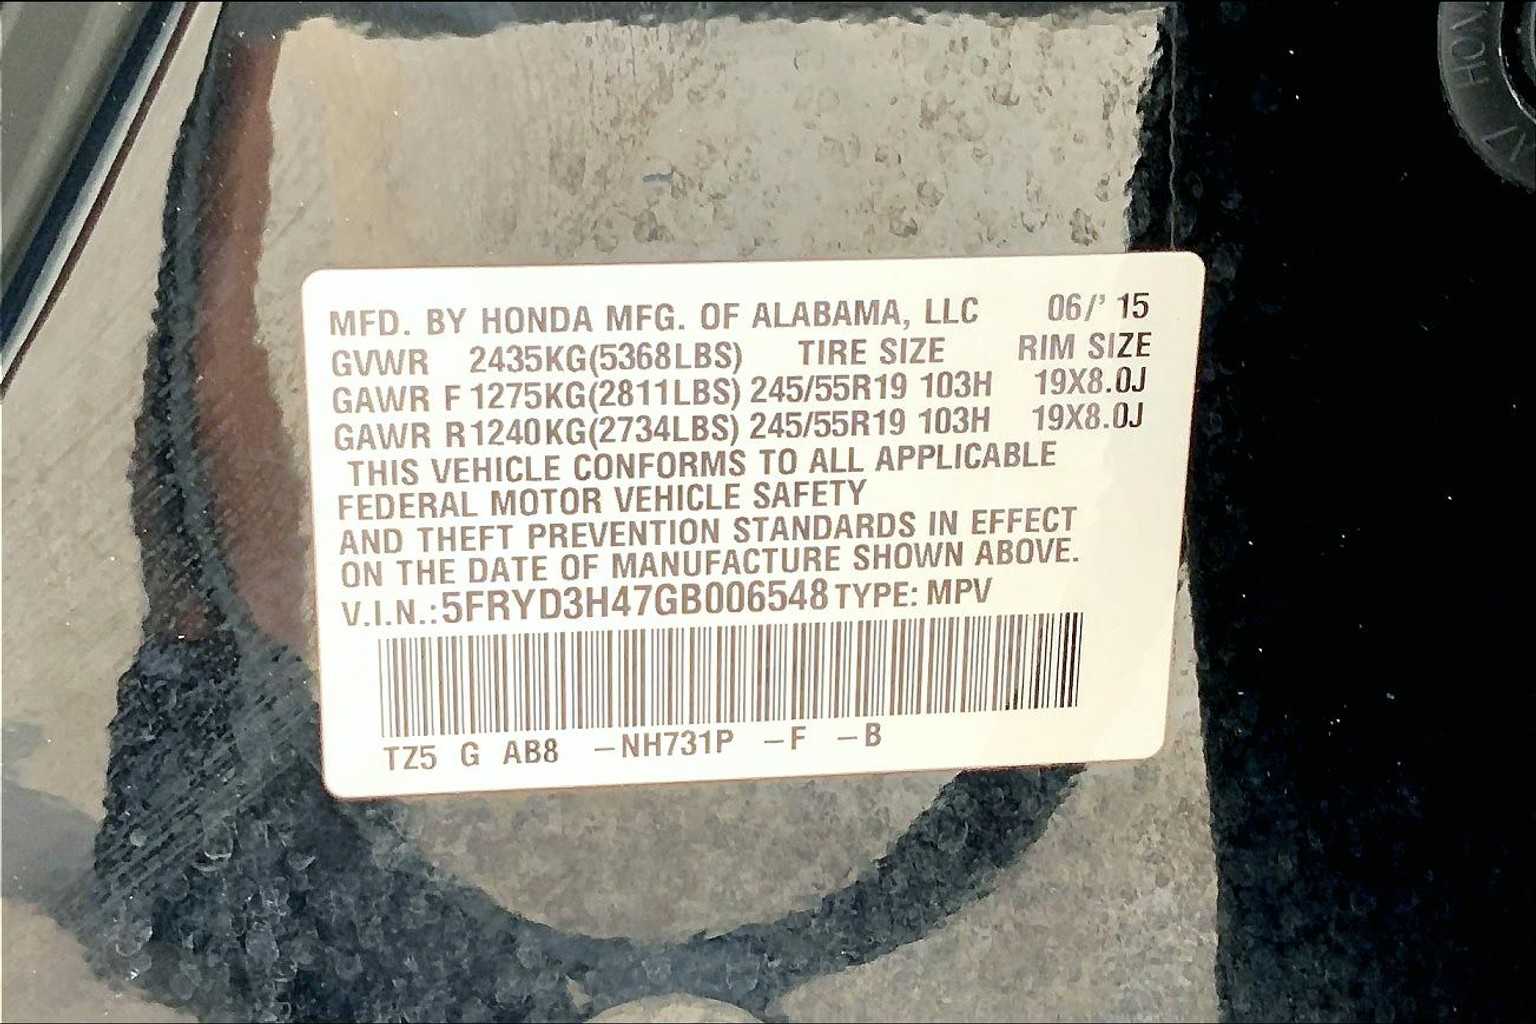 MFD. BY HONDA MFG. OF ALABAMA, LLC 06/' 15
GVWR 2435KG(5368LBS) TIRE SIZE RIM SIZE
GAWR F 1275KG(2811LBS) 245/55R19 103H 19X8.0J
GAWR R 1240KG(2734LBS) 245/55R19 103H 19X8.0J
THIS VEHICLE CONFORMS TO ALL APPLICABLE
FEDERAL MOTOR VEHICLE SAFETY
AND THEFT PREVENTION STANDARDS IN EFFECT
ON THE DATE OF MANUFACTURE SHOWN ABOVE.
V.I.N.: 5FRYD3H47GB006548 TYPE: MPV
TZ5 G AB8 –NH731P –F –B